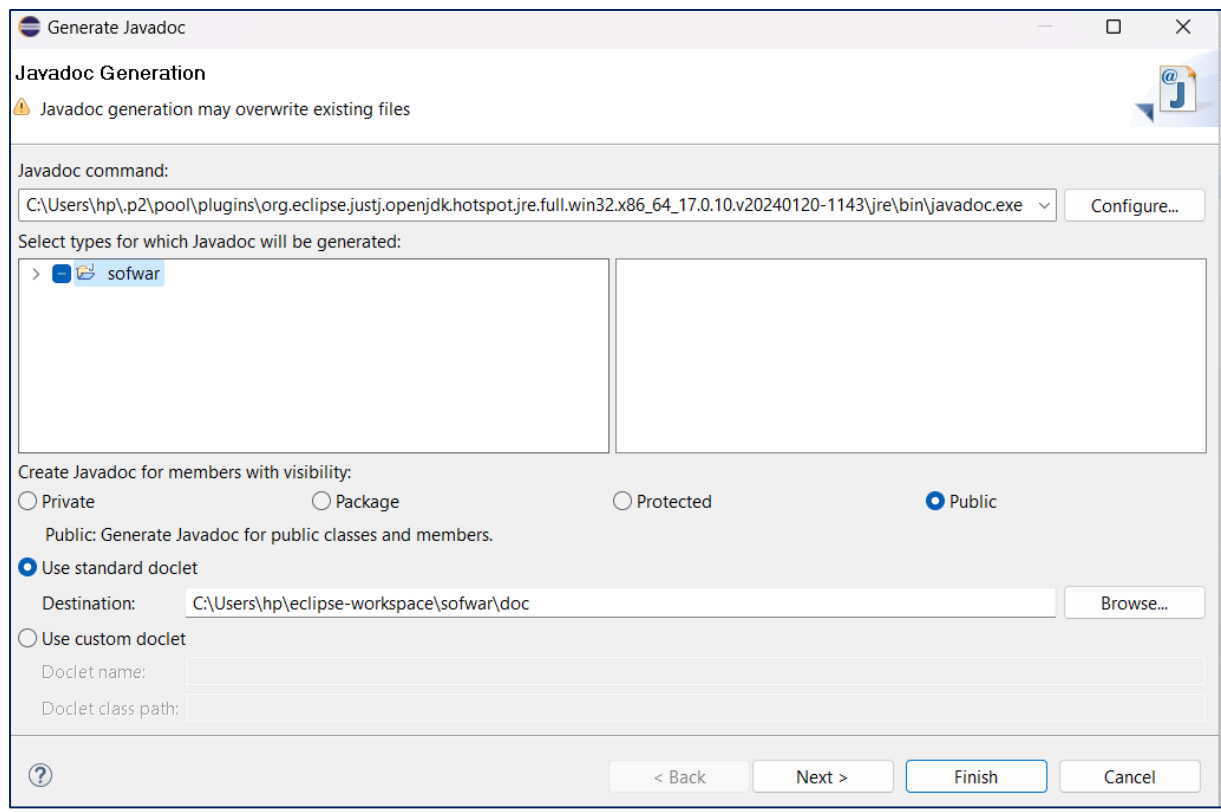 Generate Javadoc
Javadoc Generation
Javadoc generation may overwrite existing files
@
J
Javadoc command:
C:\Users\hp\.p2\pool\plugins\org.eclipse.justj.openjdk.hotspot.jre.full.win32.x86_64_17.0.10.v20240120-1143\jre\bin\javadoc.exe Configure...
Select types for which Javadoc will be generated:
sofwar
Create Javadoc for members with visibility:
Private Package Protected Public
Public: Generate Javadoc for public classes and members.
Use standard doclet
Destination: C:\Users\hp\eclipse-workspace\sofwar\doc Browse...
Use custom doclet
Doclet name:
Doclet class path:
? < Back Next > Finish Cancel